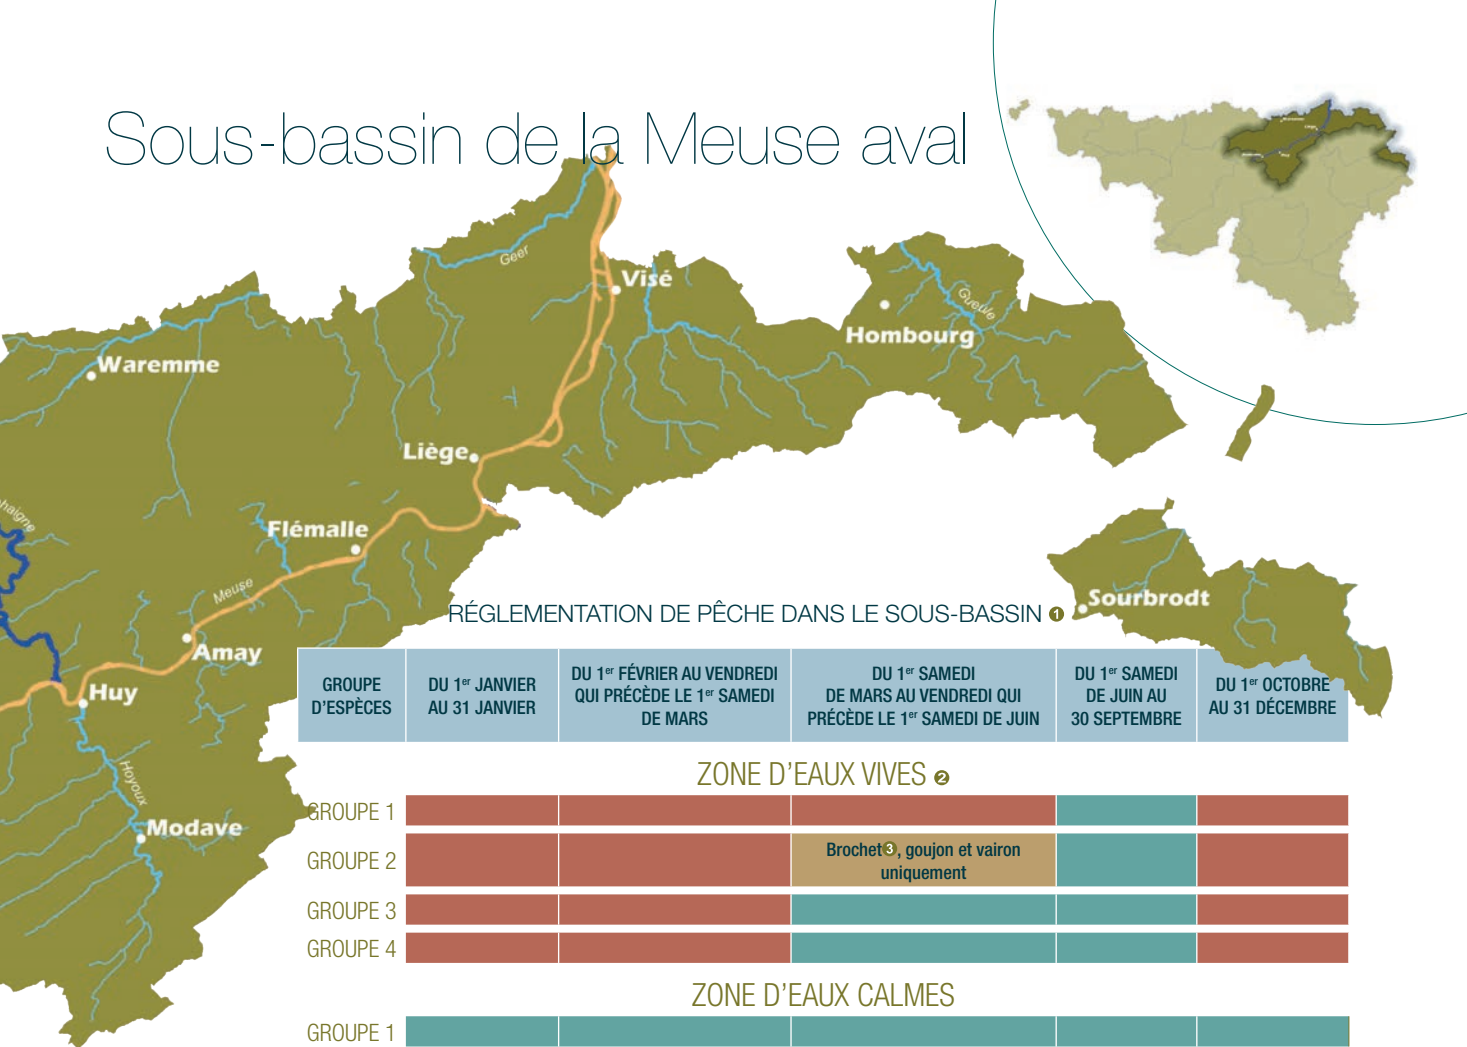 Sous-bassin de la Meuse aval
Geer
Visé
Gueule
Hombourg
Waremme
Liège
Flémalle
Meuse
Sourbrodt
Amay
Huy
Hoyoux
Modave
RÉGLEMENTATION DE PÊCHE DANS LE SOUS-BASSIN 1
GROUPE
D'ESPÈCES
DU 1er JANVIER
AU 31 JANVIER
DU 1er FÉVRIER AU VENDREDI
QUI PRÉCÈDE LE 1er SAMEDI
DE MARS
DU 1er SAMEDI
DE MARS AU VENDREDI QUI
PRÉCÈDE LE 1er SAMEDI DE JUIN
DU 1er SAMEDI
DE JUIN AU
30 SEPTEMBRE
DU 1er OCTOBRE
AU 31 DÉCEMBRE
ZONE D'EAUX VIVES 2
GROUPE 1
GROUPE 2
Brochet 3, goujon et vairon
uniquement
GROUPE 3
GROUPE 4
ZONE D'EAUX CALMES
GROUPE 1